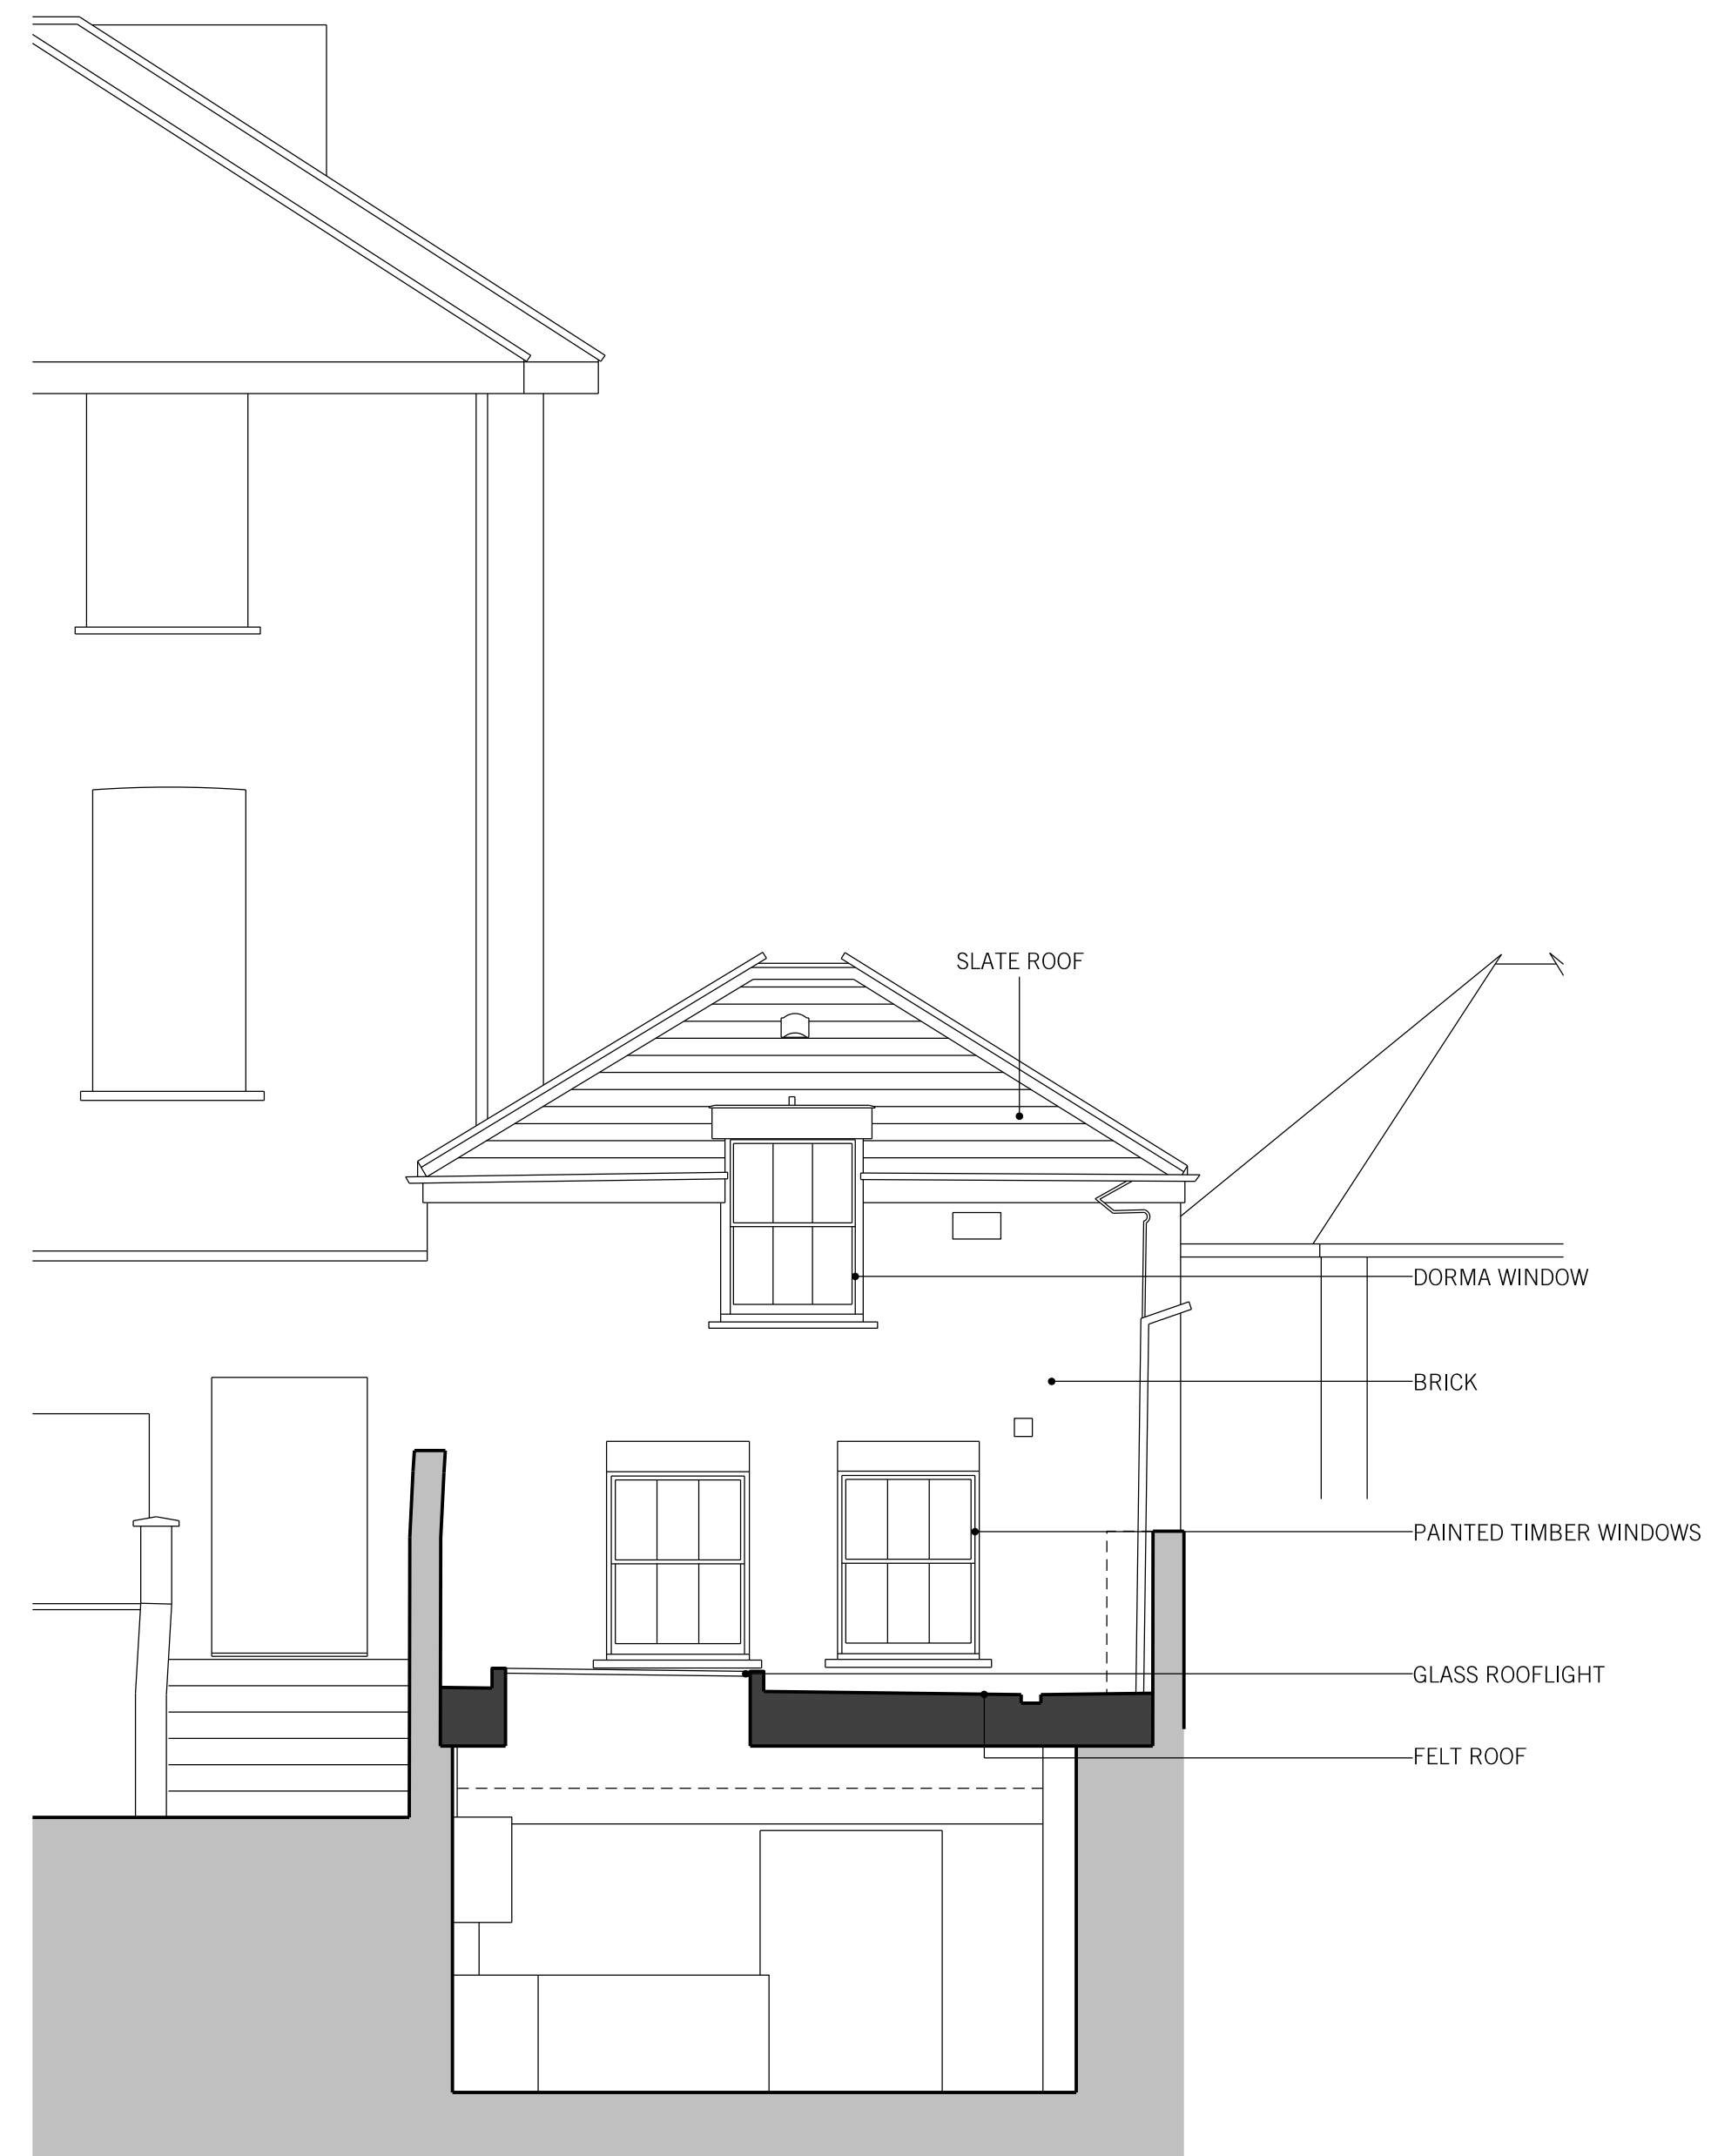 SLATE ROOF
DORMA WINDOW
BRICK
PAINTED TIMBER WINDOWS
GLASS ROOFLIGHT
FELT ROOF